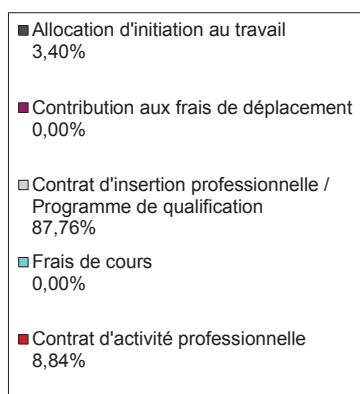 Allocation d'initiation au travail
3,40%
Contribution aux frais de déplacement
0,00%
Contrat d'insertion professionnelle /
Programme de qualification
87,76%
Frais de cours
0,00%
Contrat d'activité professionnelle
8,84%